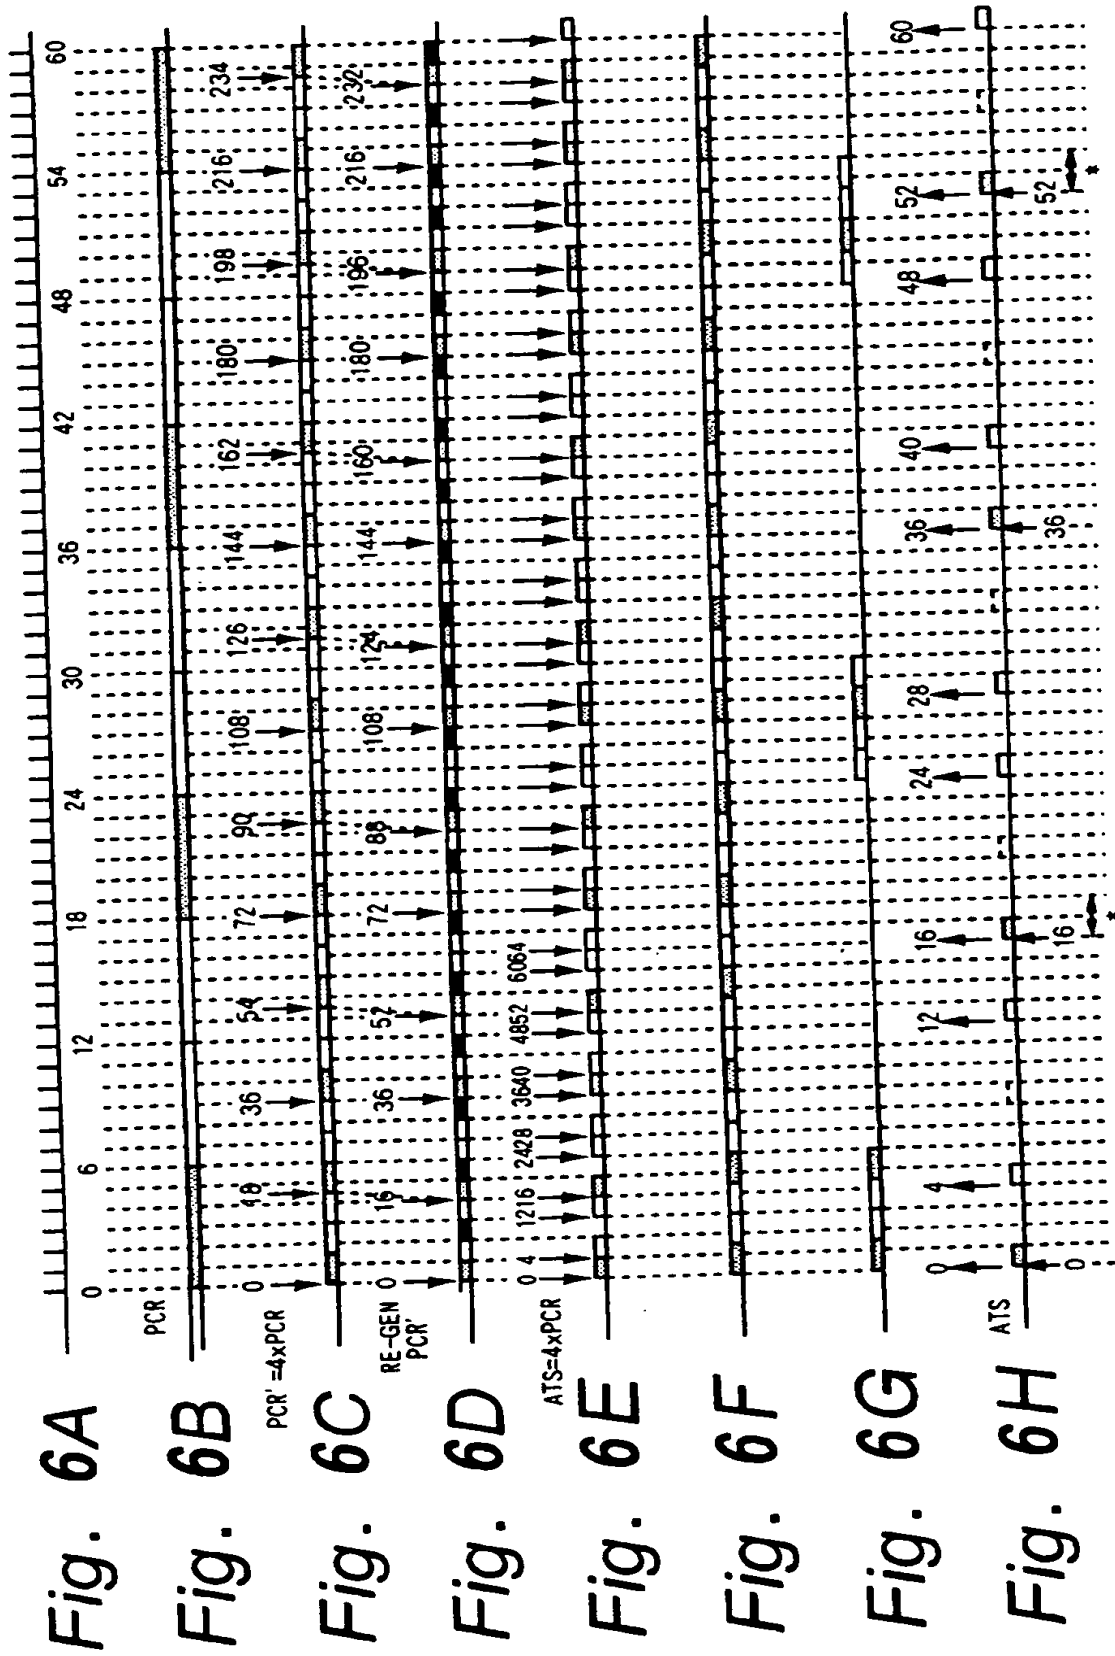 0 6 12 18 24 30 36 42 48 54 60
Fig. 6A
PCR
Fig. 6B
PCR' =4xPCR
0 18 36 54 72 90 108 126 144 162 180 198 216 234
Fig. 6C
RE-GEN
PCR'
0 16 36 52 72 88 108 124 144 160 180 196 216 232
Fig. 6D
ATS=4xPCR
0 4 1216 2428 3640 4852 6064
Fig. 6E
Fig. 6F
Fig. 6G
ATS
0 4 12 16 24 28 36 40 48 52 60
Fig. 6H
0 16 36 52
* *